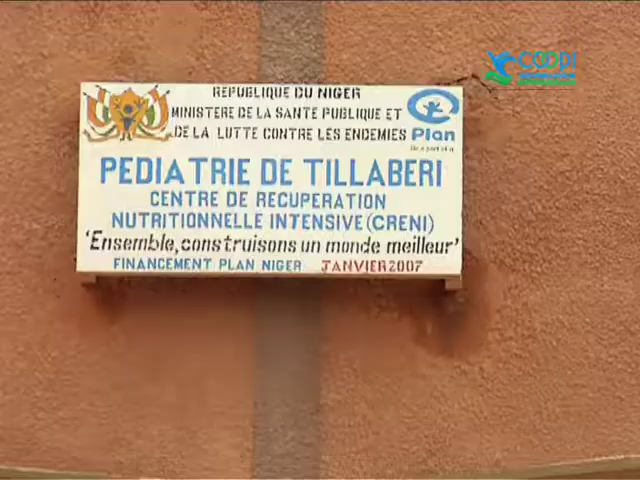 COOPI
REPUBLIQUE DU NIGER
MINISTERE DE LA SANTE PUBLIQUE ET
DE LA LUTTE CONTRE LES ENDEMIES
Plan
PEDIATRIE DE TILLABERI
CENTRE DE RECUPERATION
NUTRITIONNELLE INTENSIVE (CRENI)
'Ensemble, construisons un monde meilleur'
FINANCEMENT PLAN NIGER JANVIER 2007